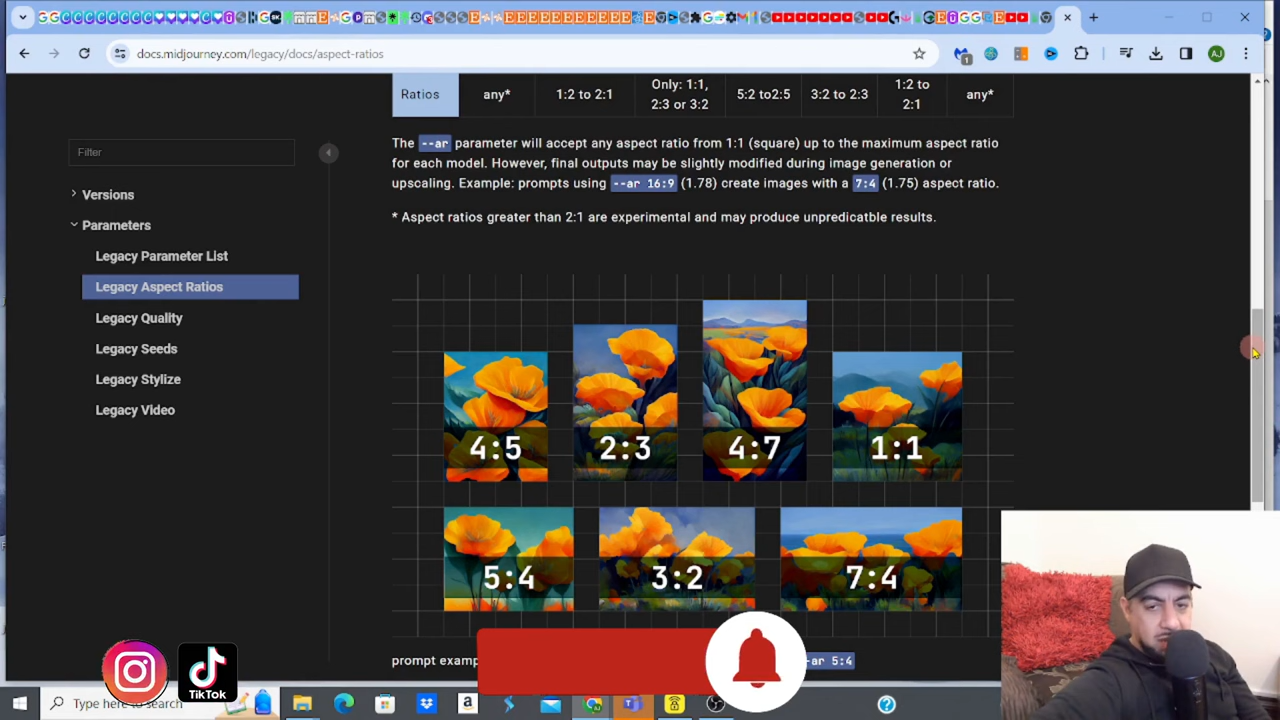 docs.midjourney.com/legacy/docs/aspect-ratios
AJ
1
Filter
Versions
Parameters
Legacy Parameter List
Legacy Aspect Ratios
Legacy Quality
Legacy Seeds
Legacy Stylize
Legacy Video
Ratios any* 1:2 to 2:1 Only: 1:1, 2:3 or 3:2 5:2 to2:5 3:2 to 2:3 1:2 to 2:1 any*
The --ar parameter will accept any aspect ratio from 1:1 (square) up to the maximum aspect ratio
for each model. However, final outputs may be slightly modified during image generation or
upscaling. Example: prompts using --ar 16:9 (1.78) create images with a 7:4 (1.75) aspect ratio.
* Aspect ratios greater than 2:1 are experimental and may produce unpredicatble results.
4:5 2:3 4:7 1:1
5:4 3:2 7:4
prompt examp
ar 5:4
TikTok
Type here to search